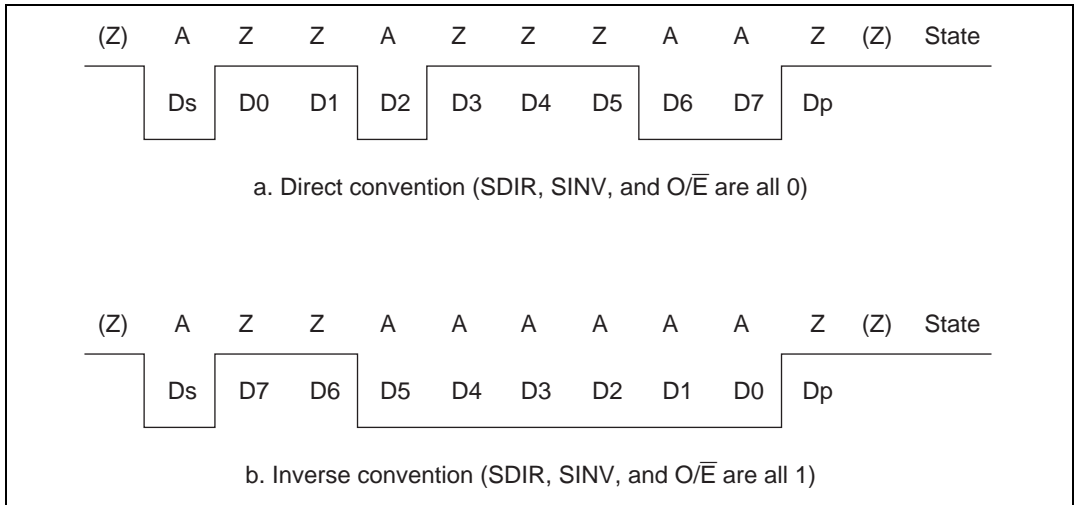 (Z) A Z Z A Z Z Z A A Z (Z) State
Ds D0 D1 D2 D3 D4 D5 D6 D7 Dp
a. Direct convention (SDIR, SINV, and O/E̅ are all 0)
(Z) A Z Z A A A A A A Z (Z) State
Ds D7 D6 D5 D4 D3 D2 D1 D0 Dp
b. Inverse convention (SDIR, SINV, and O/E̅ are all 1)